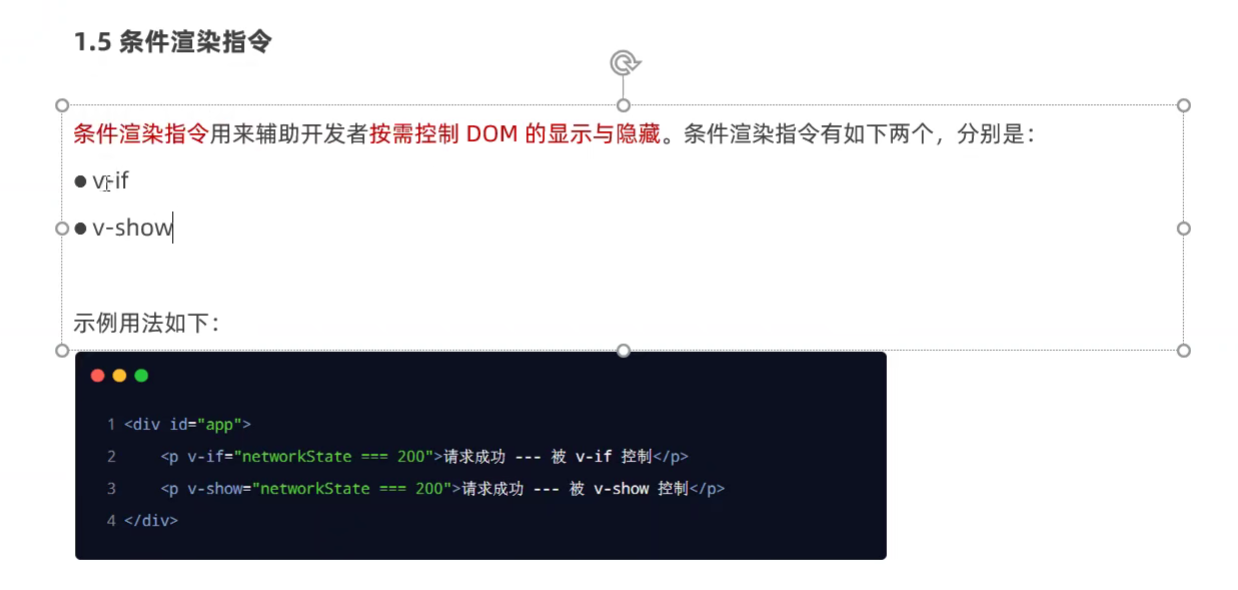 1.5 条件渲染指令
条件渲染指令用来辅助开发者按需控制 DOM 的显示与隐藏。条件渲染指令有如下两个，分别是：
● v-if
● v-show
示例用法如下：
1 <div id="app">
2     <p v-if="networkState === 200">请求成功 --- 被 v-if 控制</p>
3     <p v-show="networkState === 200">请求成功 --- 被 v-show 控制</p>
4 </div>